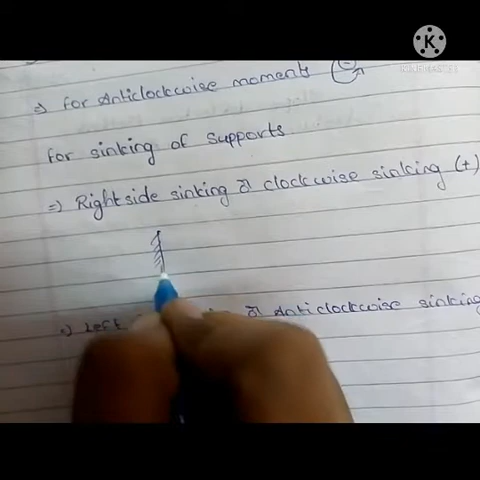 ⇒ for Anticlockwise moments
for sinking of supports
⇒ Right side sinking or clockwise sinking (+)
⇒ Left or Anticlockwise sinking
K